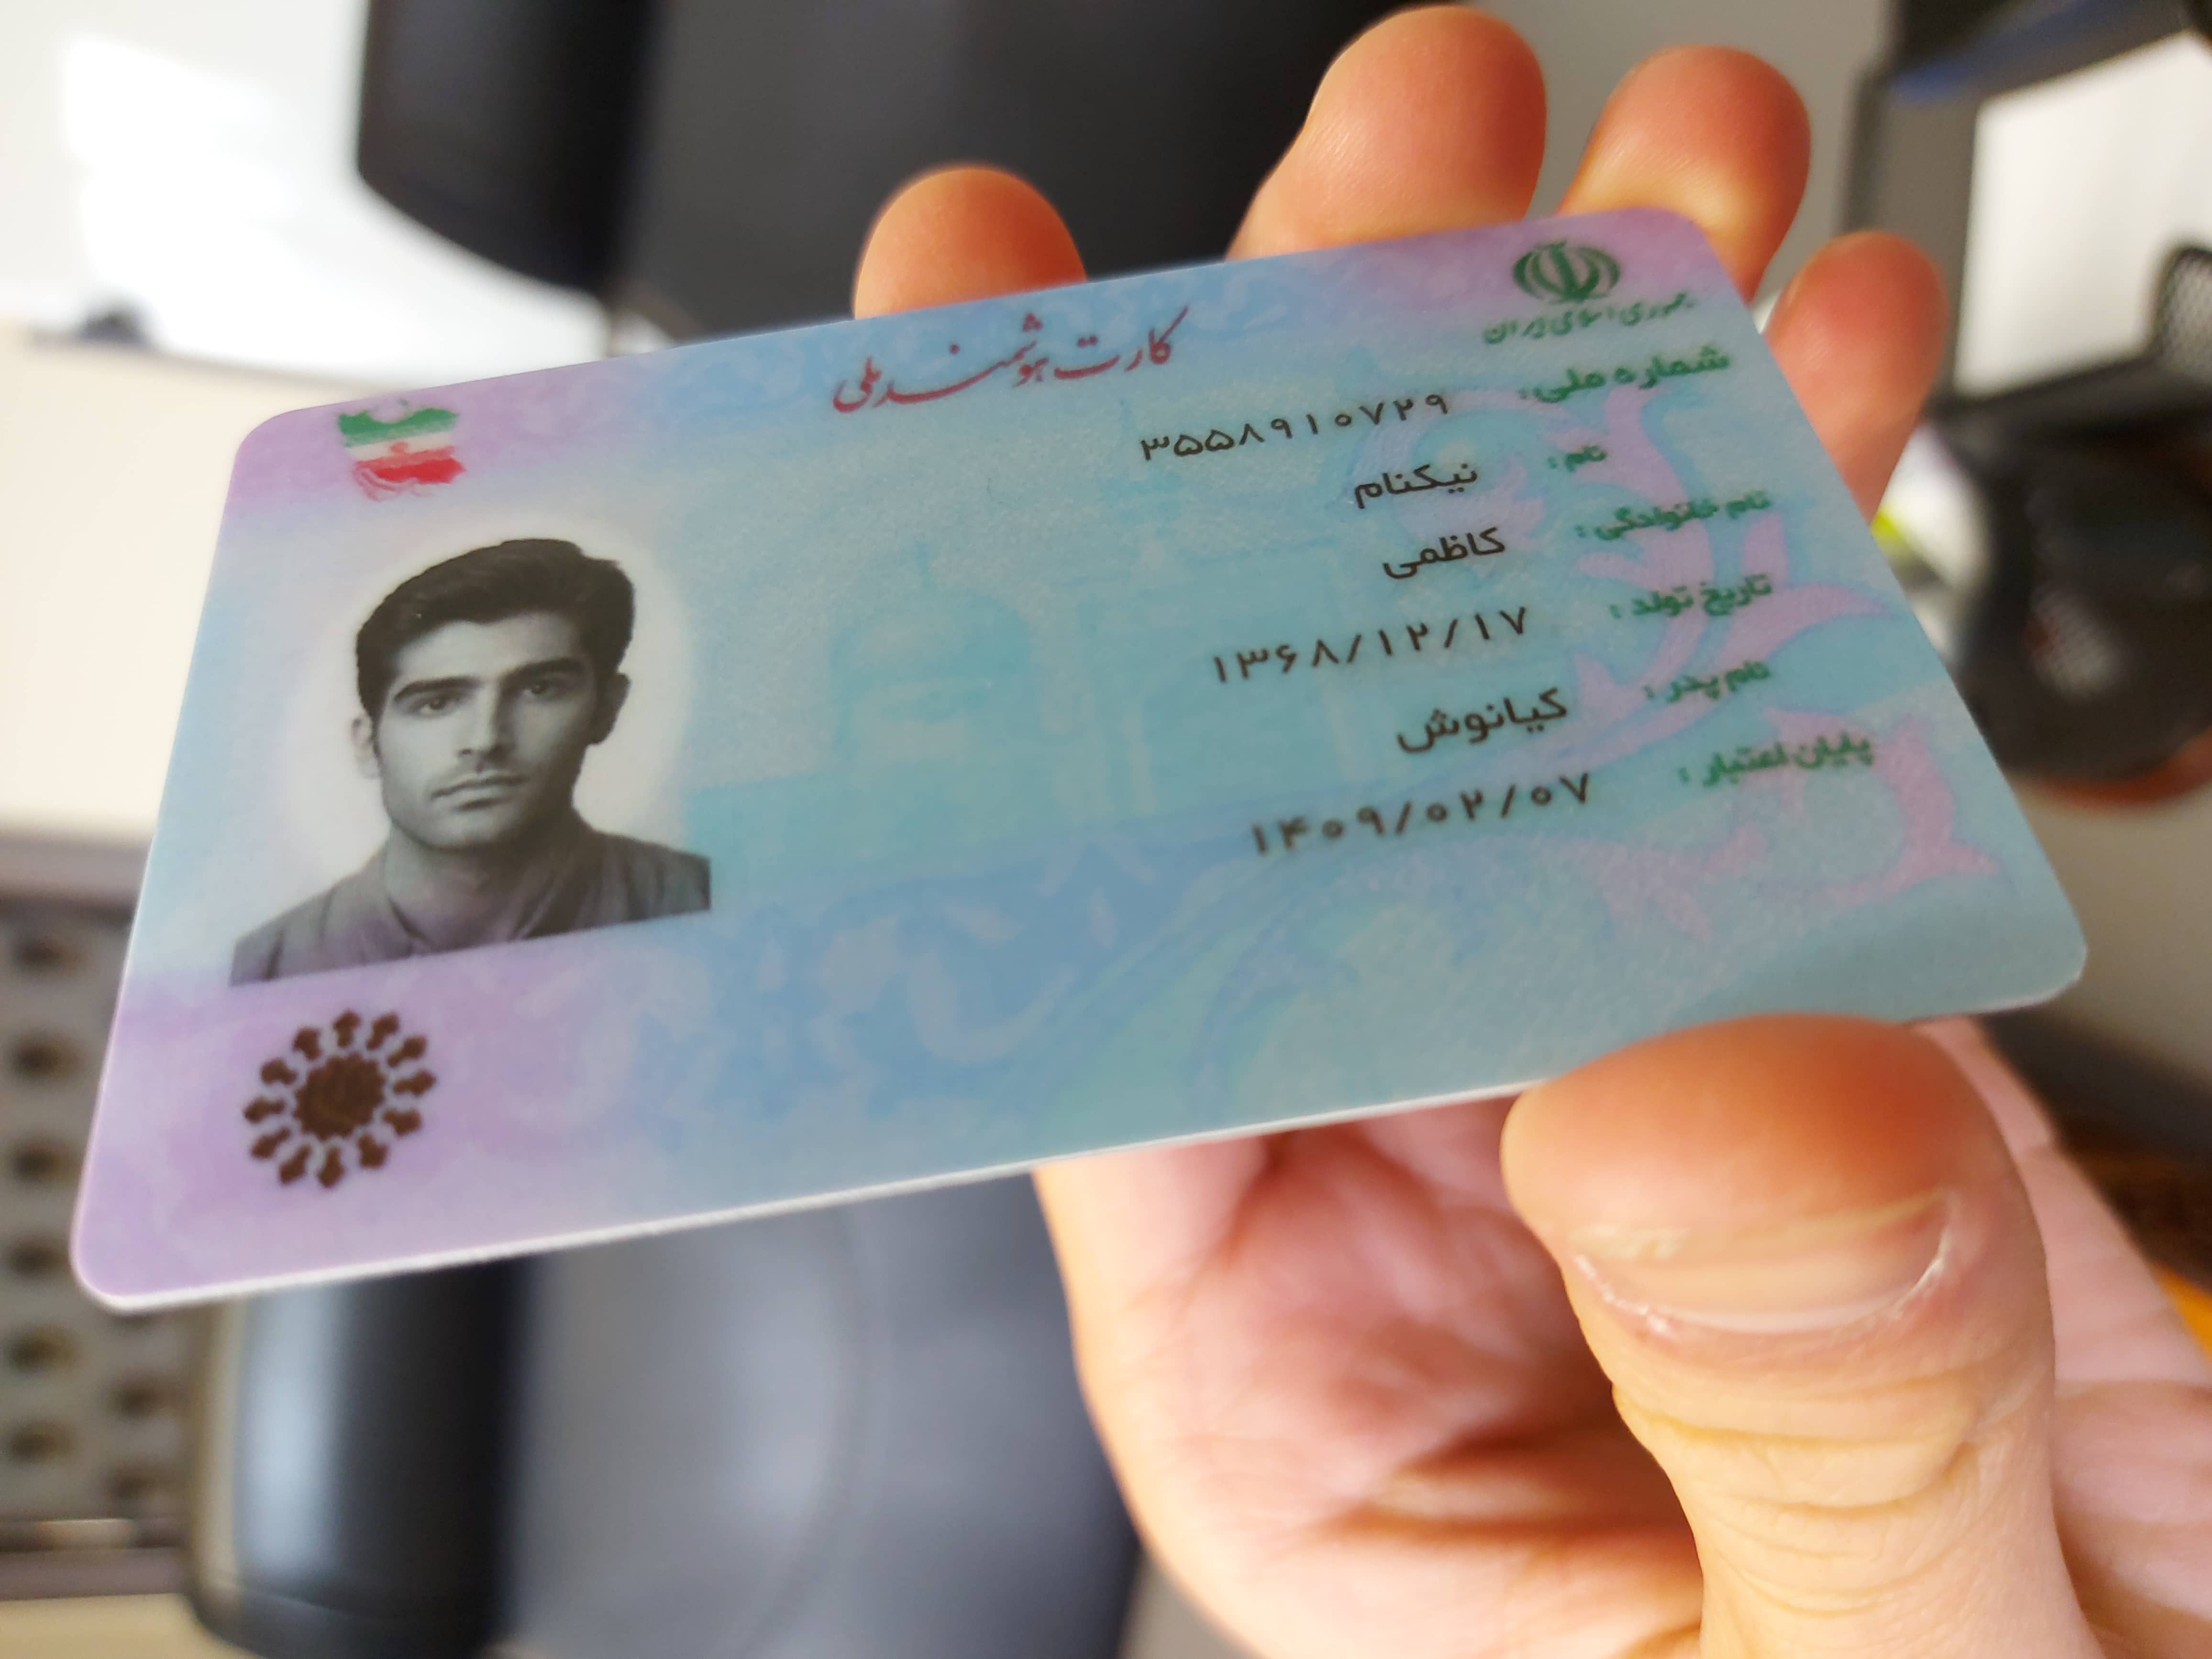 جمهوری اسلامی ایران
کارت هوشمند ملی
شماره ملی: ۳۵۵۸۹۱۰۷۲۹
نام: نیکنام
نام خانوادگی: کاظمی
تاریخ تولد: ۱۳۶۸/۱۲/۱۷
نام پدر: کیانوش
پایان اعتبار: ۱۴۰۹/۰۲/۰۷